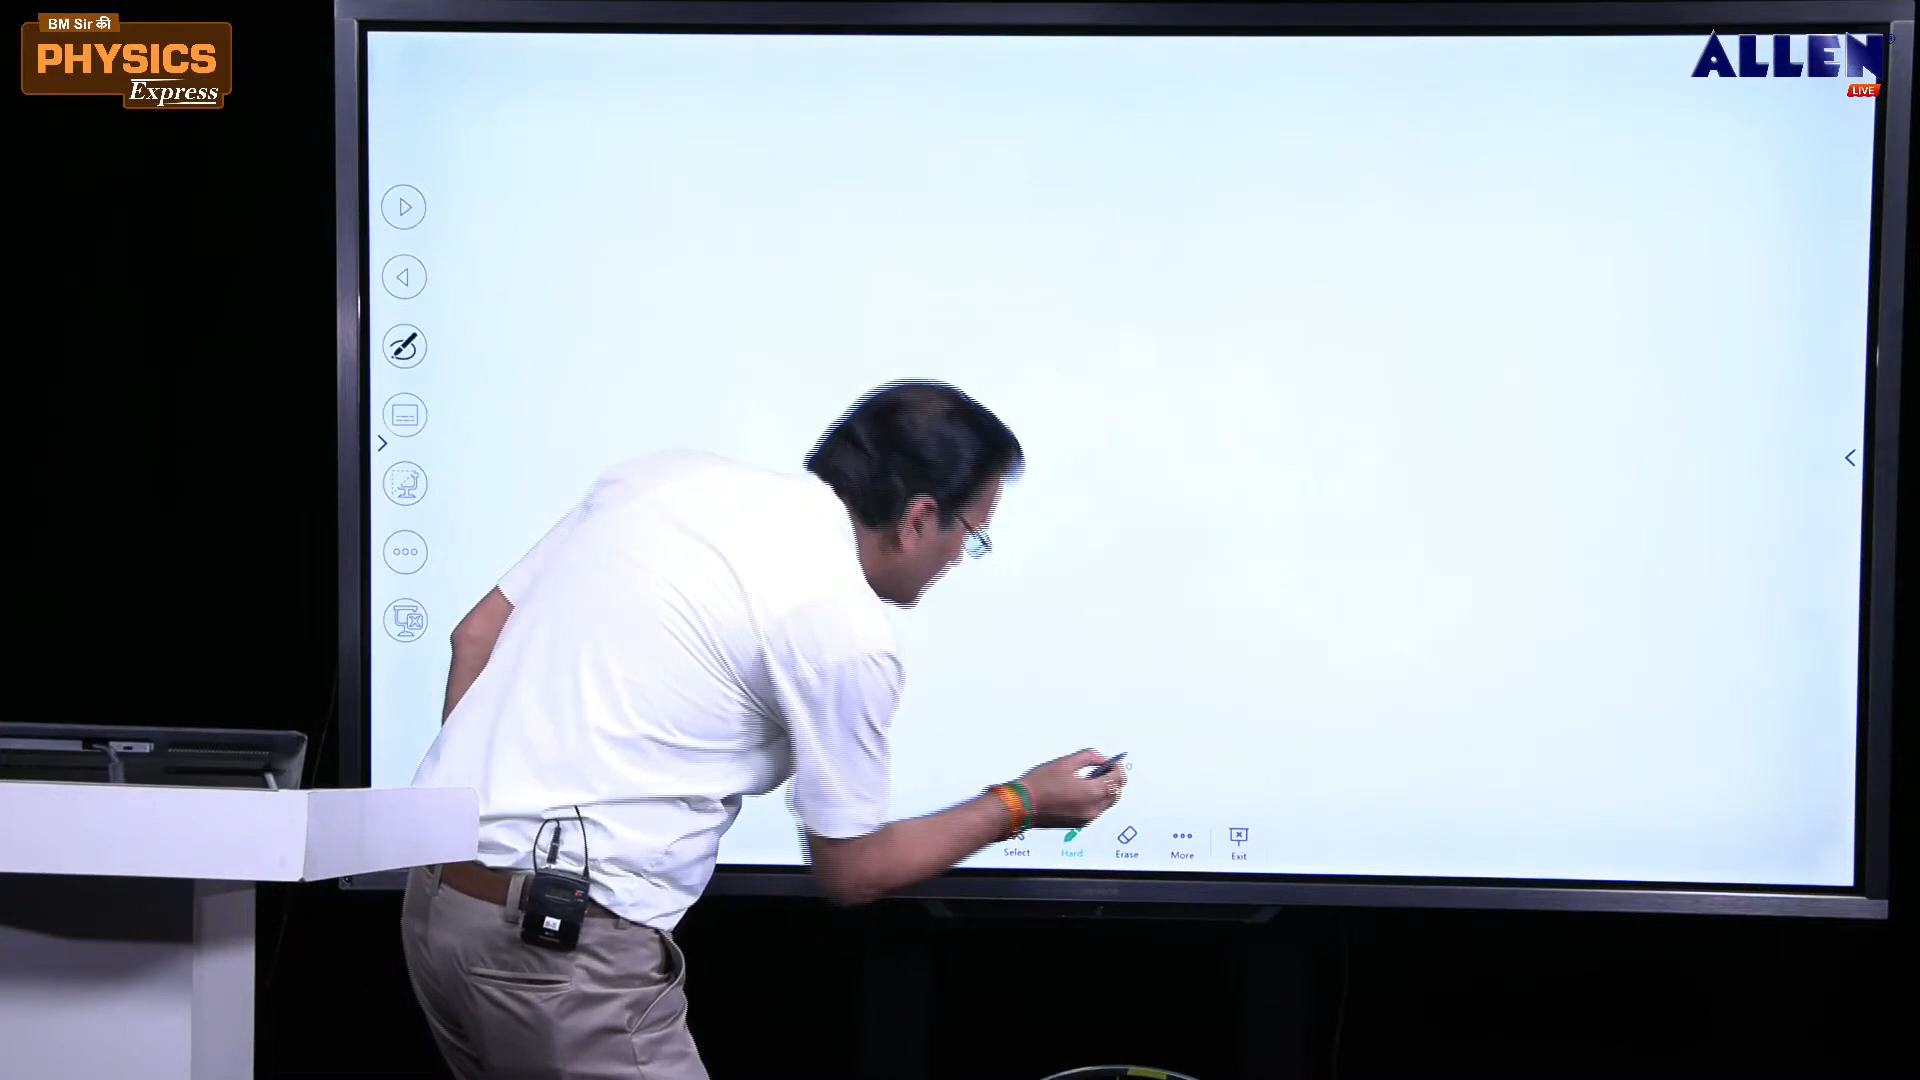 BM Sir की
PHYSICS
Express
ALLEN
LIVE
Select
Hard
Erase
More
Exit